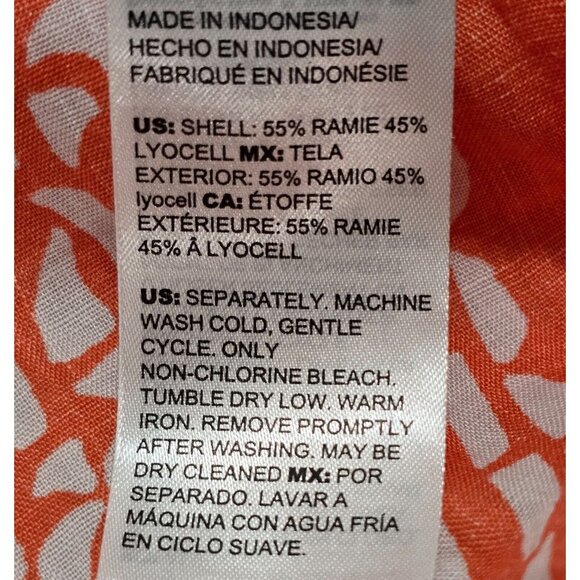 MADE IN INDONESIA/
HECHO EN INDONESIA/
FABRIQUÉ EN INDONÉSIE
US: SHELL: 55% RAMIE 45%
LYOCELL MX: TELA
EXTERIOR: 55% RAMIO 45%
lyocell CA: ÉTOFFE
EXTÉRIEURE: 55% RAMIE
45% Â LYOCELL
US: SEPARATELY. MACHINE
WASH COLD, GENTLE
CYCLE. ONLY
NON-CHLORINE BLEACH.
TUMBLE DRY LOW. WARM
IRON. REMOVE PROMPTLY
AFTER WASHING. MAY BE
DRY CLEANED MX: POR
SEPARADO. LAVAR A
MÁQUINA CON AGUA FRÍA
EN CICLO SUAVE.